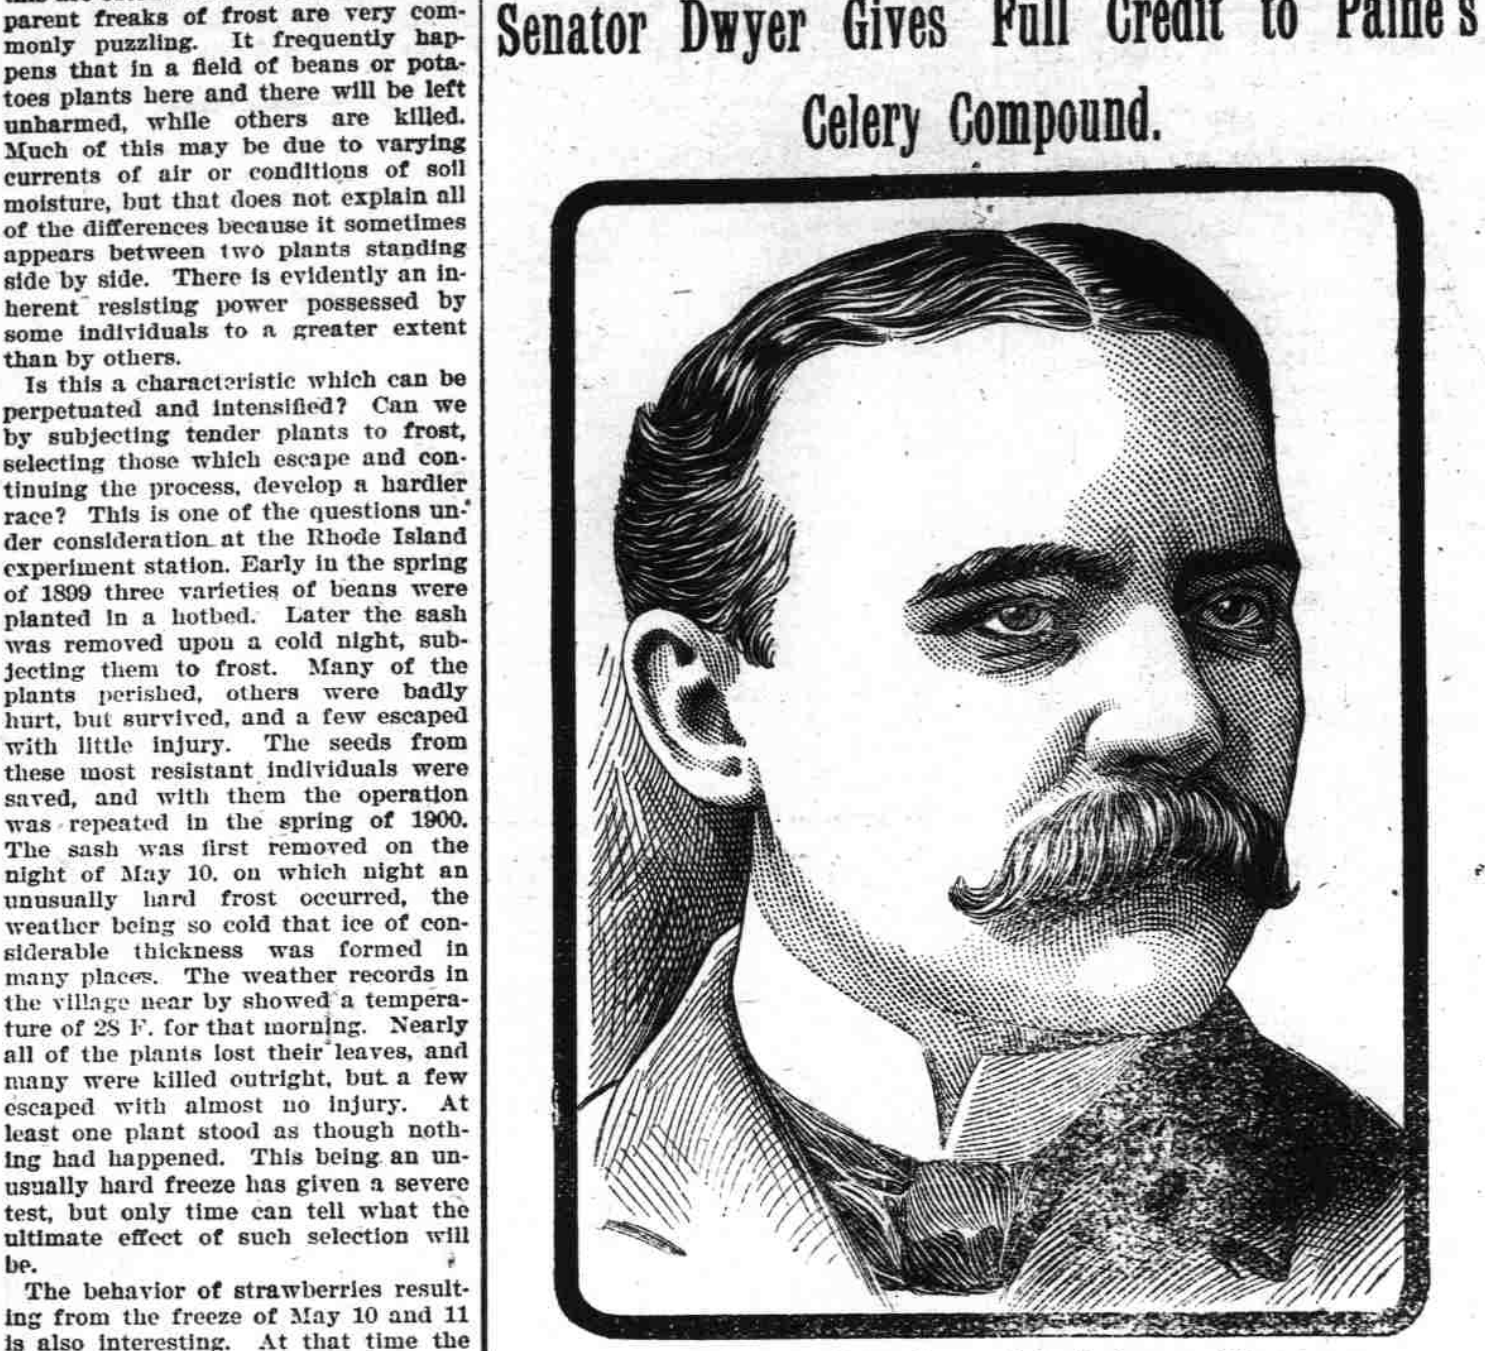 parent freaks of frost are very com-
monly puzzling. It frequently hap-
pens that in a field of beans or pota-
toes plants here and there will be left
unharmed, while others are killed.
Much of this may be due to varying
currents of air or conditions of soil
moisture, but that does not explain all
of the differences because it sometimes
appears between two plants standing
side by side. There is evidently an in-
herent resisting power possessed by
some individuals to a greater extent
than by others.
Is this a characteristic which can be
perpetuated and intensified? Can we
by subjecting tender plants to frost,
selecting those which escape and con-
tinuing the process, develop a hardier
race? This is one of the questions un-
der consideration at the Rhode Island
experiment station. Early in the spring
of 1899 three varieties of beans were
planted in a hotbed. Later the sash
was removed upon a cold night, sub-
jecting them to frost. Many of the
plants perished, others were badly
hurt, but survived, and a few escaped
with little injury. The seeds from
these most resistant individuals were
saved, and with them the operation
was repeated in the spring of 1900.
The sash was first removed on the
night of May 10, on which night an
unusually hard frost occurred, the
weather being so cold that ice of con-
siderable thickness was formed in
many places. The weather records in
the village near by showed a tempera-
ture of 28 F. for that morning. Nearly
all of the plants lost their leaves, and
many were killed outright, but a few
escaped with almost no injury. At
least one plant stood as though noth-
ing had happened. This being an un-
usually hard freeze has given a severe
test, but only time can tell what the
ultimate effect of such selection will
be.
The behavior of strawberries result-
ing from the freeze of May 10 and 11
is also interesting. At that time the
Senator Dwyer Gives Full Credit to Paine's
Celery Compound.